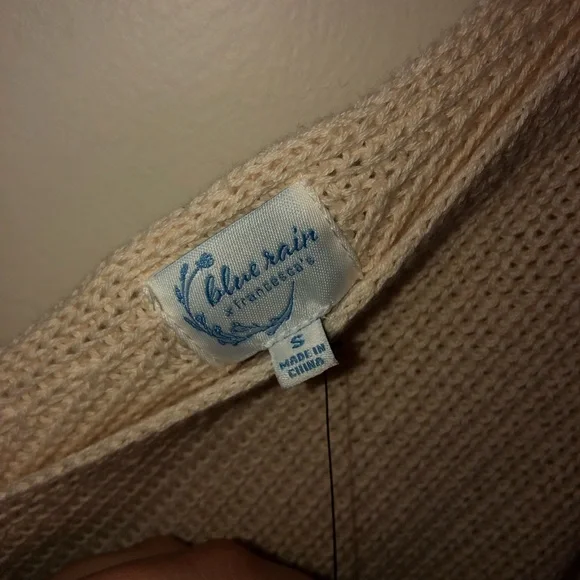 blue rain
x francesca's
S
MADE IN
CHINA